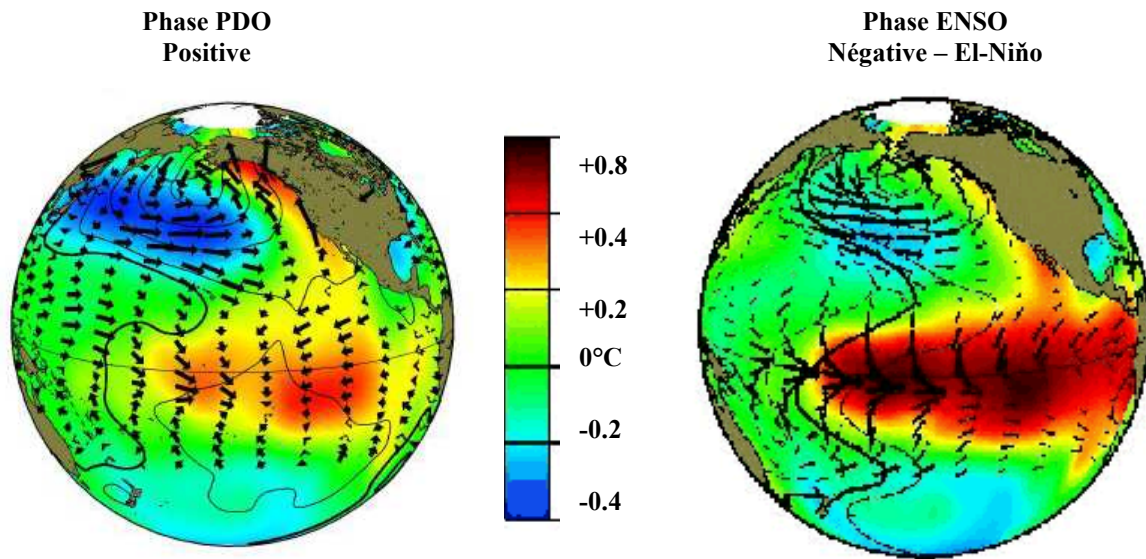 Phase PDO
Positive
Phase ENSO
Négative – El-Niňo
+0.8
+0.4
+0.2
0°C
-0.2
-0.4